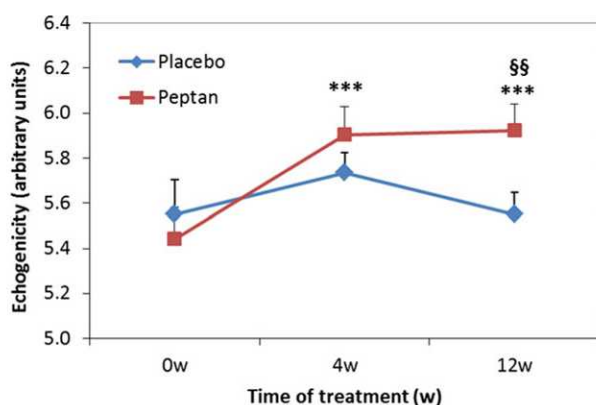 6.4
6.2
6.0
5.8
5.6
5.4
5.2
5.0
Echogenicity (arbitrary units)
Placebo
Peptan
***
§§
***
0w
4w
12w
Time of treatment (w)